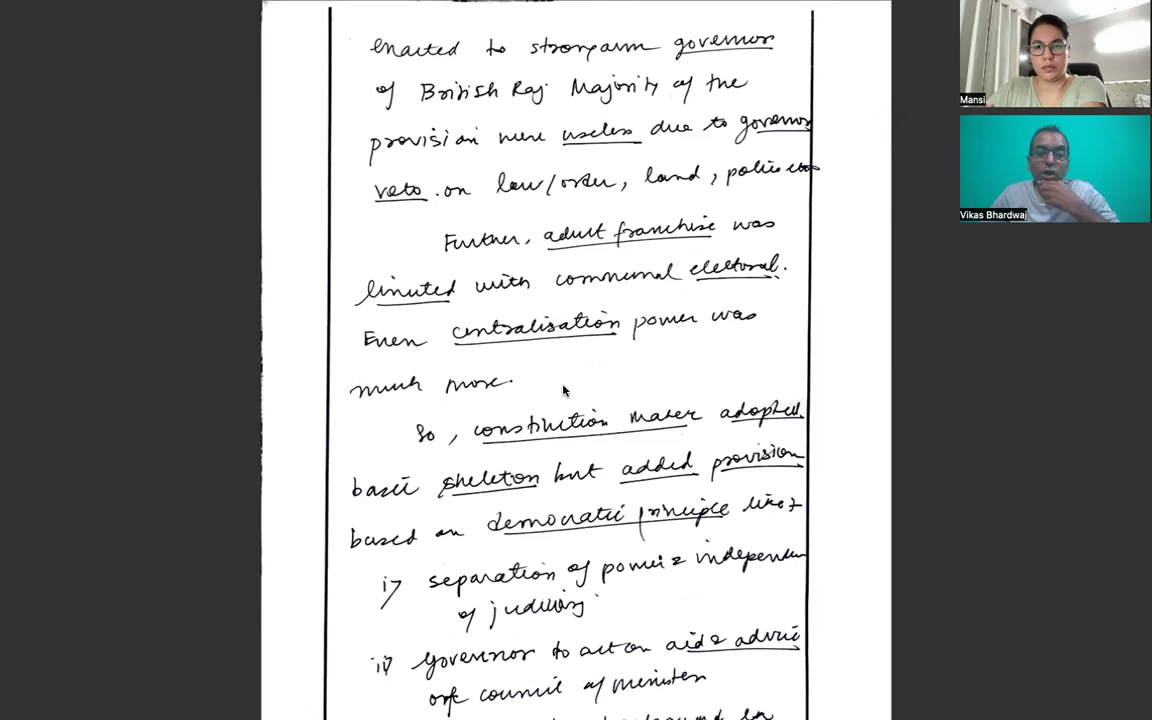 enacted to strongarm governor
of British Raj. Majority of the
provision were useless due to governor
veto on law/order, land, police etc
Further, adult franchise was
limited with communal electoral.
Even centralisation power was
much more.
So, constitution maker adopted
basic skeleton but added provision
based on democratic principle like
i) separation of power & independen
of judiciary
ii) Governor to act on aid & advice
of council of minister
Mansi
Vikas Bhardwaj